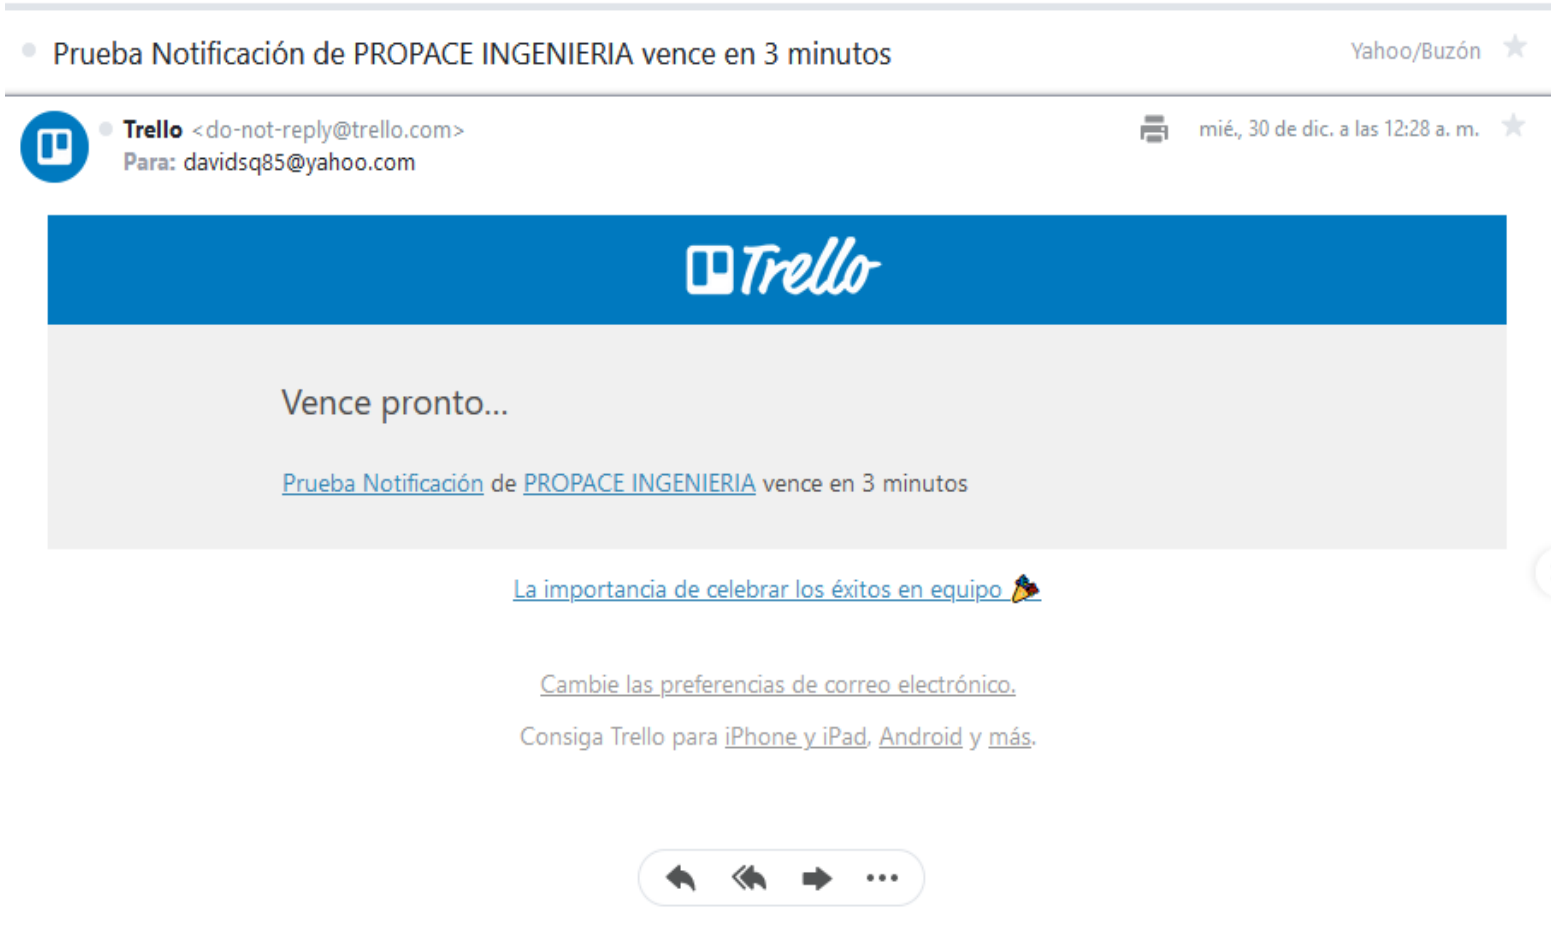 Prueba Notificación de PROPACE INGENIERIA vence en 3 minutos
Yahoo/Buzón
Trello <do-not-reply@trello.com>
mié., 30 de dic. a las 12:28 a. m.
Para: davidsq85@yahoo.com
Trello
Vence pronto...
Prueba Notificación de PROPACE INGENIERIA vence en 3 minutos
La importancia de celebrar los éxitos en equipo 🎉
Cambie las preferencias de correo electrónico.
Consiga Trello para iPhone y iPad, Android y más.